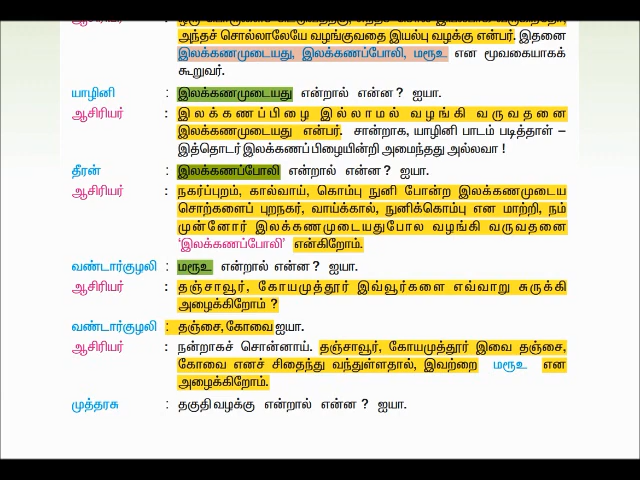 அந்தச் சொல்லாலேயே வழங்குவதை இயல்பு வழக்கு என்பர். இதனை
இலக்கணமுடையது, இலக்கணப்போலி, மரூஉ என மூவகையாகக்
கூறுவர்.
யாழினி : இலக்கணமுடையது என்றால் என்ன? ஐயா.
ஆசிரியர் : இலக்கணப்பிழை இல்லாமல் வழங்கி வருவதனை
இலக்கணமுடையது என்பர். சான்றாக, யாழினி பாடம் படித்தாள் –
இத்தொடர் இலக்கணப் பிழையின்றி அமைந்தது அல்லவா !
தீரன் : இலக்கணப்போலி என்றால் என்ன? ஐயா.
ஆசிரியர் : நகர்ப்புறம், கால்வாய், கொம்பு நுனி போன்ற இலக்கணமுடைய
சொற்களைப் புறநகர், வாய்க்கால், நுனிக்கொம்பு என மாற்றி, நம்
முன்னோர் இலக்கணமுடையதுபோல வழங்கி வருவதனை
‘இலக்கணப்போலி’ என்கிறோம்.
வண்டார்குழலி : மரூஉ என்றால் என்ன? ஐயா.
ஆசிரியர் : தஞ்சாவூர், கோயமுத்தூர் இவ்வூர்களை எவ்வாறு சுருக்கி
அழைக்கிறோம் ?
வண்டார்குழலி : தஞ்சை, கோவை ஐயா.
ஆசிரியர் : நன்றாகச் சொன்னாய். தஞ்சாவூர், கோயமுத்தூர் இவை தஞ்சை,
கோவை எனச் சிதைந்து வந்துள்ளதால், இவற்றை மரூஉ என
அழைக்கிறோம்.
முத்தரசு : தகுதி வழக்கு என்றால் என்ன ? ஐயா.